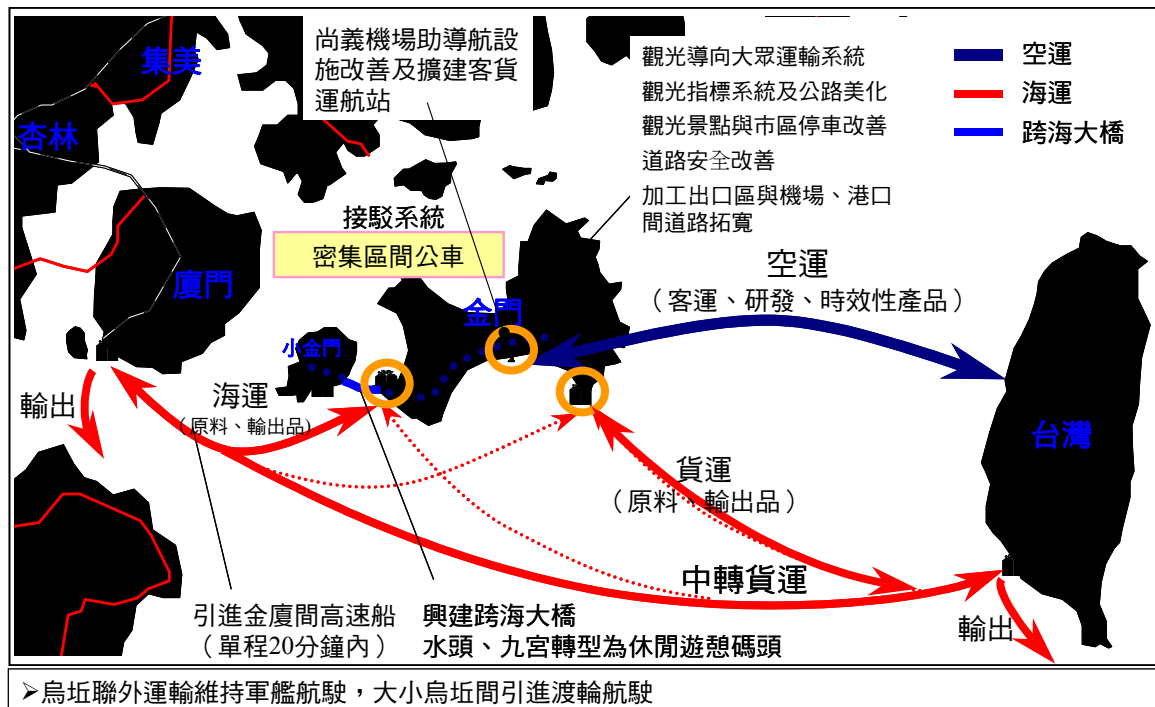 尚義機場助導航設
施改善及擴建客貨
運航站
觀光導向大眾運輸系統
觀光指標系統及公路美化
觀光景點與市區停車改善
道路安全改善
加工出口區與機場、港口
間道路拓寬
空運
海運
跨海大橋
集美
杏林
廈門
接駁系統
密集區間公車
金門
小金門
空運
（客運、研發、時效性產品）
台灣
輸出
海運
（原料、輸出品)
貨運
（原料、輸出品）
中轉貨運
輸出
引進金廈間高速船
（單程20分鐘內）
興建跨海大橋
水頭、九宮轉型為休閒遊憩碼頭
➢烏坵聯外運輸維持軍艦航駛，大小烏坵間引進渡輪航駛